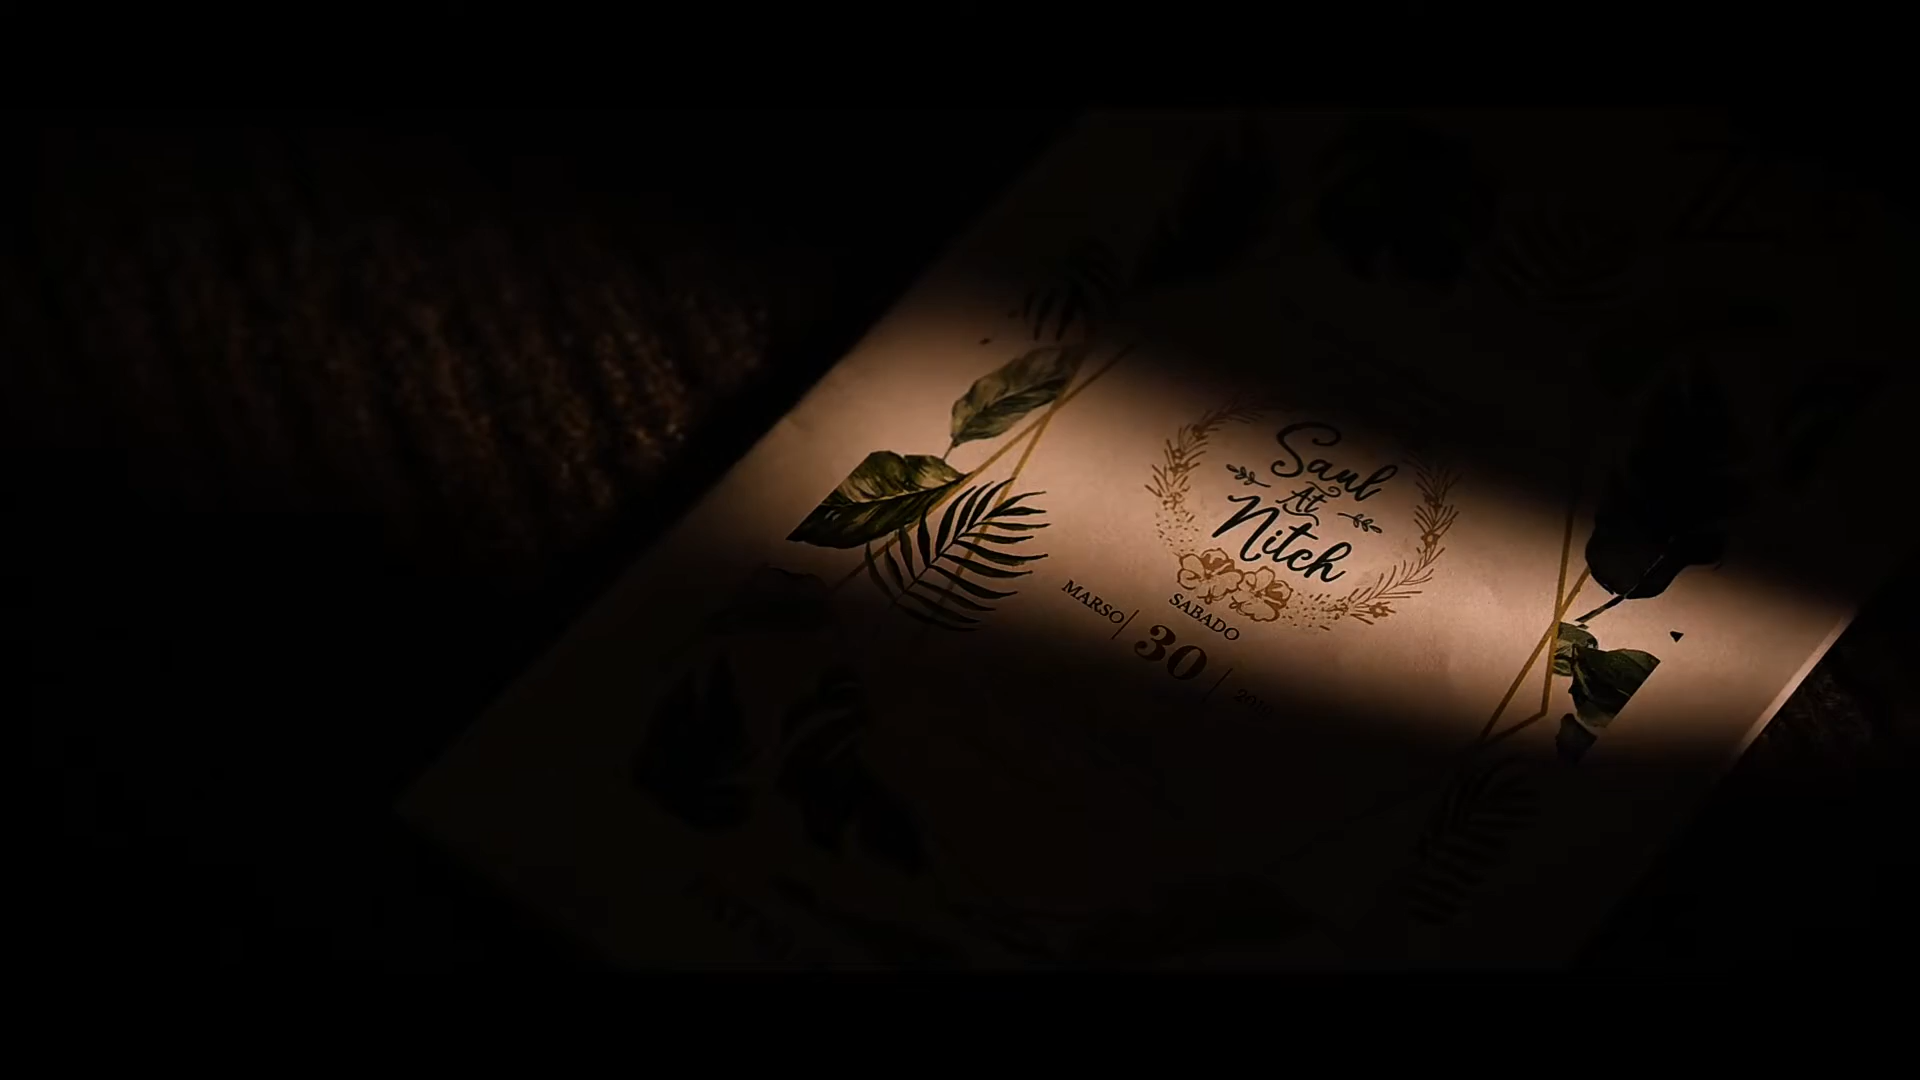 Saul
At
Nitch
SABADO
MARSO | 30 |